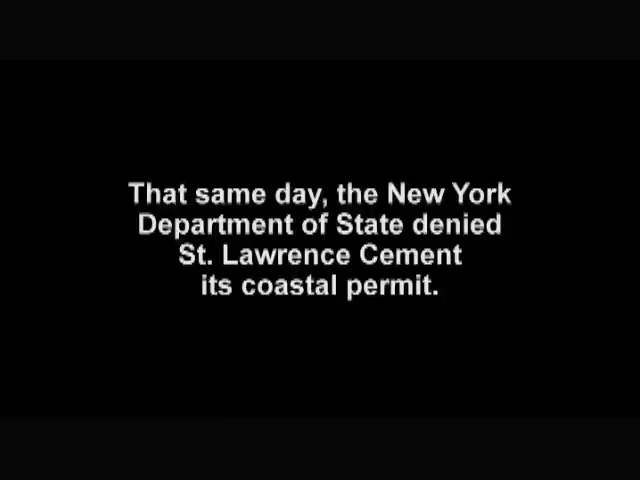 That same day, the New York
Department of State denied
St. Lawrence Cement
its coastal permit.